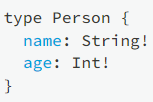 type Person {
  name: String!
  age: Int!
}